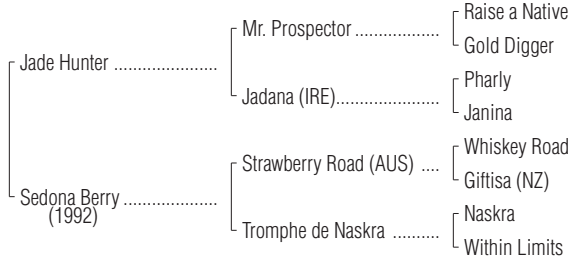 Raise a Native
Mr. Prospector ..................
Gold Digger
Jade Hunter ......................
Pharly
Jadana (IRE)......................
Janina
Whiskey Road
Strawberry Road (AUS) ....
Giftisa (NZ)
Sedona Berry ....................
(1992)
Naskra
Tromphe de Naskra ..........
Within Limits